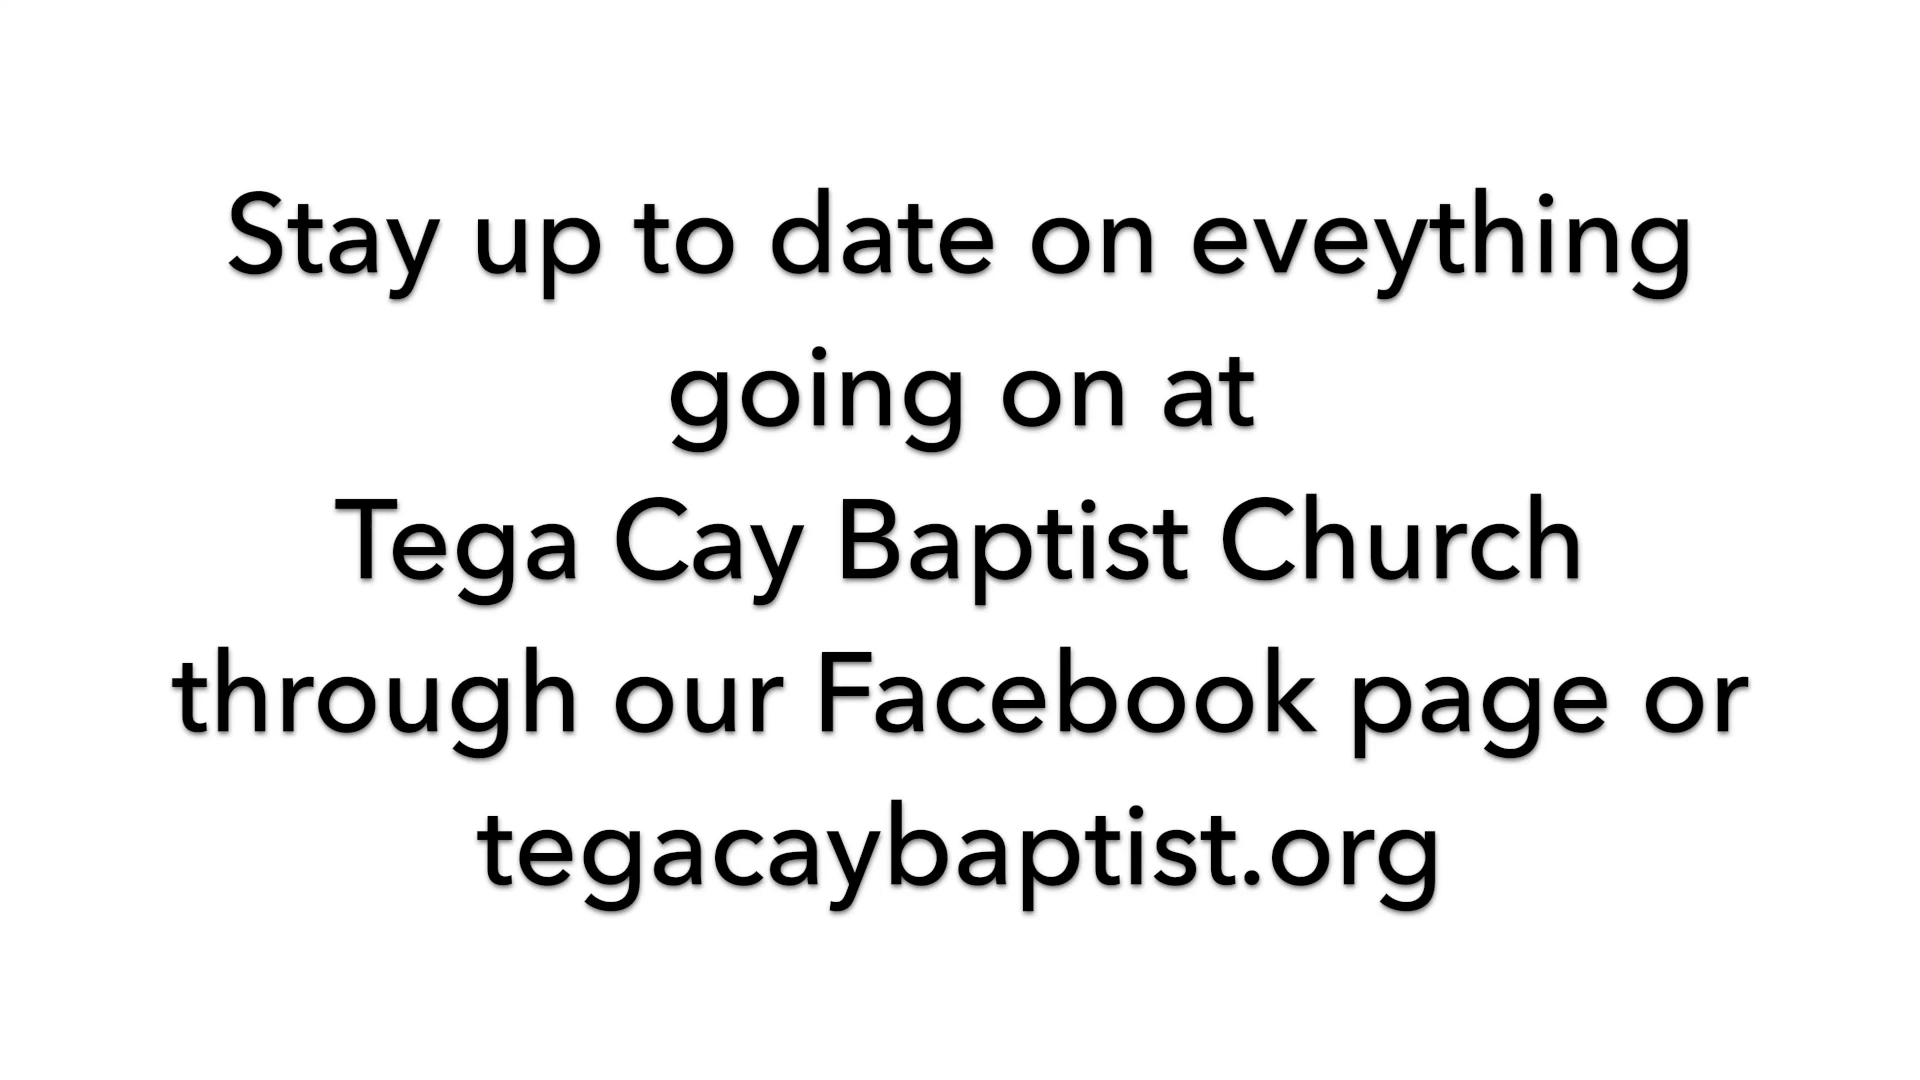 Stay up to date on eveything
going on at
Tega Cay Baptist Church
through our Facebook page or
tegacaybaptist.org